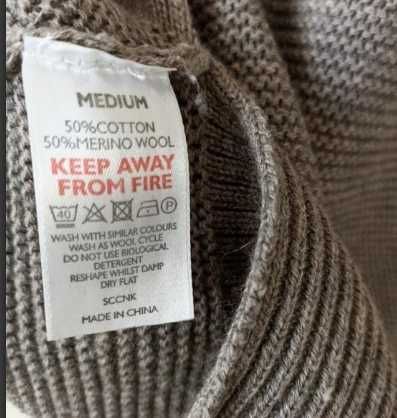 MEDIUM
50%COTTON
50%MERINO WOOL
KEEP AWAY
FROM FIRE
40 P
WASH WITH SIMILAR COLOURS
WASH AS WOOL CYCLE
DO NOT USE BIOLOGICAL
DETERGENT
RESHAPE WHILST DAMP
DRY FLAT
SCCNK
MADE IN CHINA